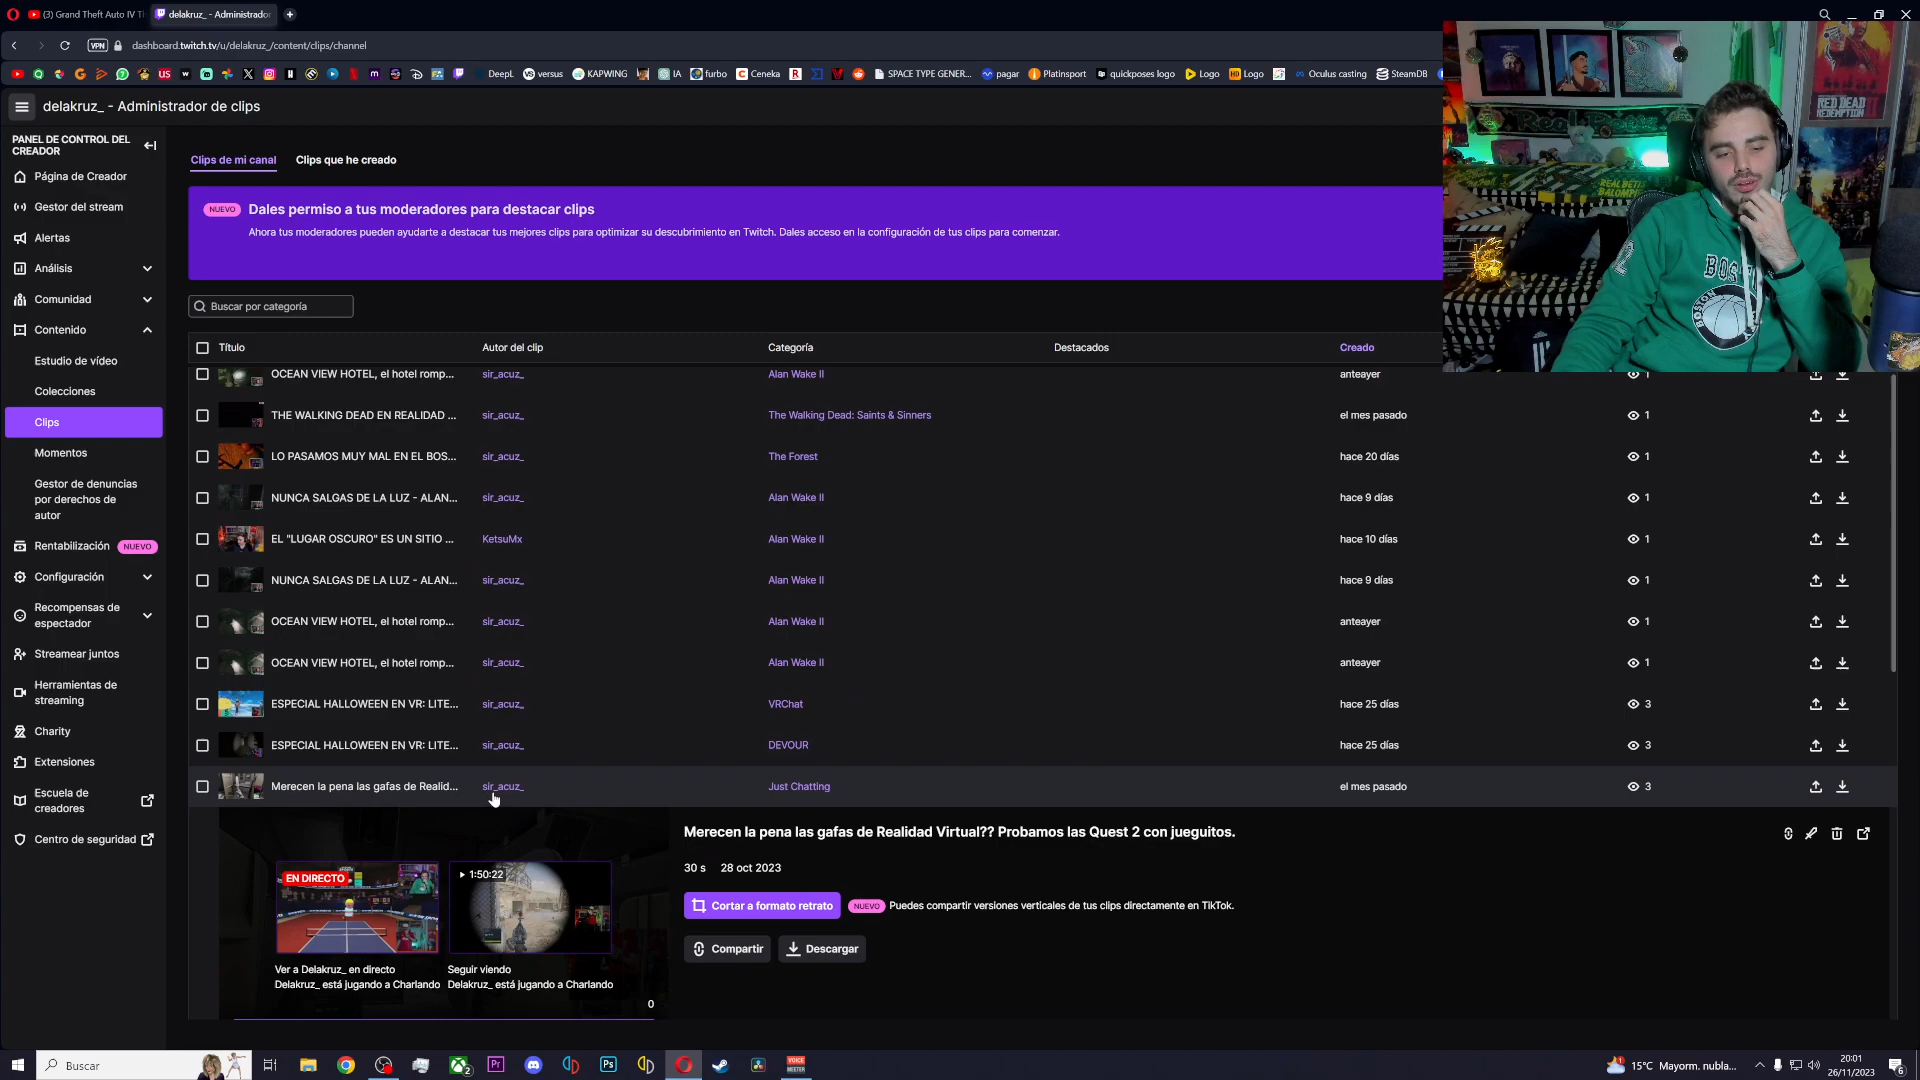 (3) Grand Theft Auto IV T
delakruz_ - Administrador
VPN
dashboard.twitch.tv/u/delakruz_/content/clips/channel
DeepL
versus
KAPWING
IA
furbo
Ceneka
SPACE TYPE GENER...
pagar
Platinsport
quickposes logo
Logo
Logo
Oculus casting
SteamDB
delakruz_ - Administrador de clips
PANEL DE CONTROL DEL
CREADOR
Página de Creador
Gestor del stream
Alertas
Análisis
Comunidad
Contenido
Estudio de vídeo
Colecciones
Clips
Momentos
Gestor de denuncias
por derechos de
autor
Rentabilización NUEVO
Configuración
Recompensas de
espectador
Streamear juntos
Herramientas de
streaming
Charity
Extensiones
Escuela de
creadores
Centro de seguridad
Clips de mi canal Clips que he creado
NUEVO Dales permiso a tus moderadores para destacar clips
Ahora tus moderadores pueden ayudarte a destacar tus mejores clips para optimizar su descubrimiento en Twitch. Dales acceso en la configuración de tus clips para comenzar.
Buscar por categoría
Título Autor del clip Categoría Destacados Creado
OCEAN VIEW HOTEL, el hotel romp... sir_acuz_ Alan Wake II anteayer 1
THE WALKING DEAD EN REALIDAD ... sir_acuz_ The Walking Dead: Saints & Sinners el mes pasado 1
LO PASAMOS MUY MAL EN EL BOS... sir_acuz_ The Forest hace 20 días 1
NUNCA SALGAS DE LA LUZ - ALAN... sir_acuz_ Alan Wake II hace 9 días 1
EL "LUGAR OSCURO" ES UN SITIO ... KetsuMx Alan Wake II hace 10 días 1
NUNCA SALGAS DE LA LUZ - ALAN... sir_acuz_ Alan Wake II hace 9 días 1
OCEAN VIEW HOTEL, el hotel romp... sir_acuz_ Alan Wake II anteayer 1
OCEAN VIEW HOTEL, el hotel romp... sir_acuz_ Alan Wake II anteayer 1
ESPECIAL HALLOWEEN EN VR: LITE... sir_acuz_ VRChat hace 25 días 3
ESPECIAL HALLOWEEN EN VR: LITE... sir_acuz_ DEVOUR hace 25 días 3
Merecen la pena las gafas de Realid... sir_acuz_ Just Chatting el mes pasado 3
Merecen la pena las gafas de Realidad Virtual?? Probamos las Quest 2 con jueguitos.
30 s 28 oct 2023
Cortar a formato retrato NUEVO Puedes compartir versiones verticales de tus clips directamente en TikTok.
Compartir Descargar
EN DIRECTO 1:50:22
Ver a Delakruz_ en directo
Delakruz_ está jugando a Charlando
Seguir viendo
Delakruz_ está jugando a Charlando
0
RED DEAD
REDEMPTION
BOSTON
Buscar
VOICE
MEETER
15°C Mayorm. nubla...
20:01
26/11/2023
6